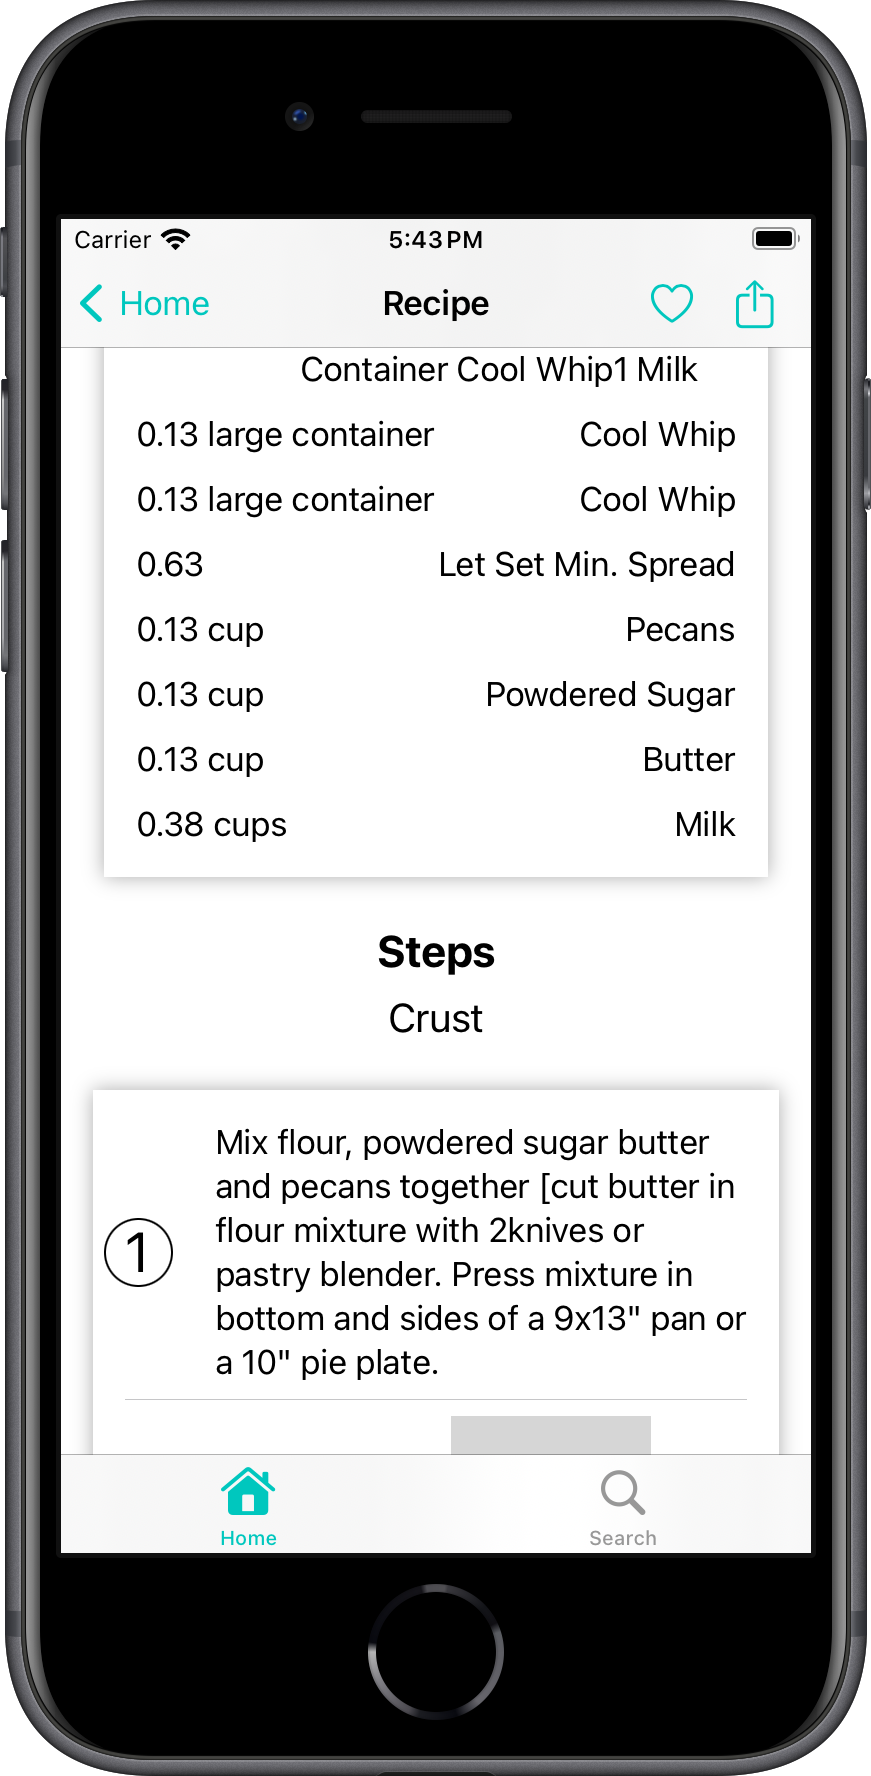 Carrier 5:43 PM
Home Recipe
Container Cool Whip1 Milk
0.13 large container Cool Whip
0.13 large container Cool Whip
0.63 Let Set Min. Spread
0.13 cup Pecans
0.13 cup Powdered Sugar
0.13 cup Butter
0.38 cups Milk
Steps
Crust
1
Mix flour, powdered sugar butter
and pecans together [cut butter in
flour mixture with 2knives or
pastry blender. Press mixture in
bottom and sides of a 9x13" pan or
a 10" pie plate.
Home Search